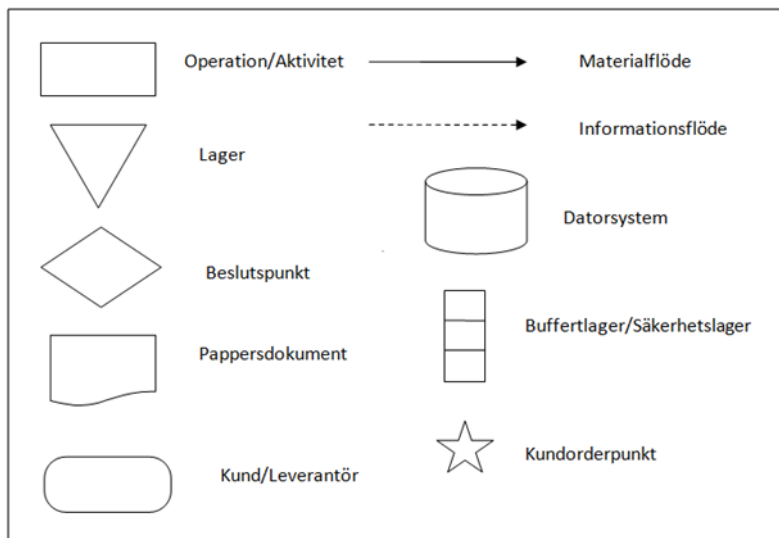 Operation/Aktivitet
Materialflöde
Informationsflöde
Lager
Datorsystem
Beslutspunkt
Buffertlager/Säkerhetslager
Pappersdokument
Kundorderpunkt
Kund/Leverantör